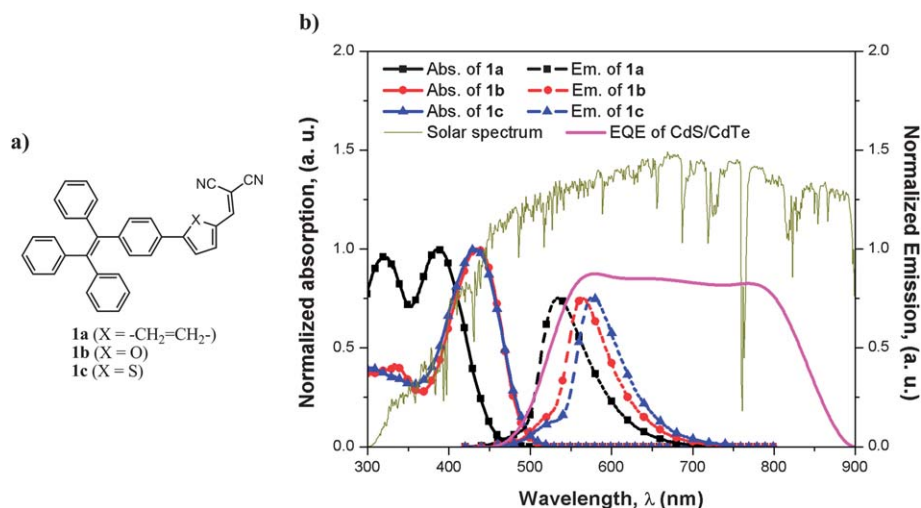 a)
NC
CN
X
1a (X = -CH2=CH2-)
1b (X = O)
1c (X = S)
b)
Abs. of 1a
Em. of 1a
Abs. of 1b
Em. of 1b
Abs. of 1c
Em. of 1c
Solar spectrum
EQE of CdS/CdTe
Normalized absorption, (a. u.)
2.0
1.5
1.0
0.5
0.0
300 400 500 600 700 800 900
Wavelength, λ (nm)
2.0
1.5
1.0
0.5
0.0
Normalized Emission, (a. u.)